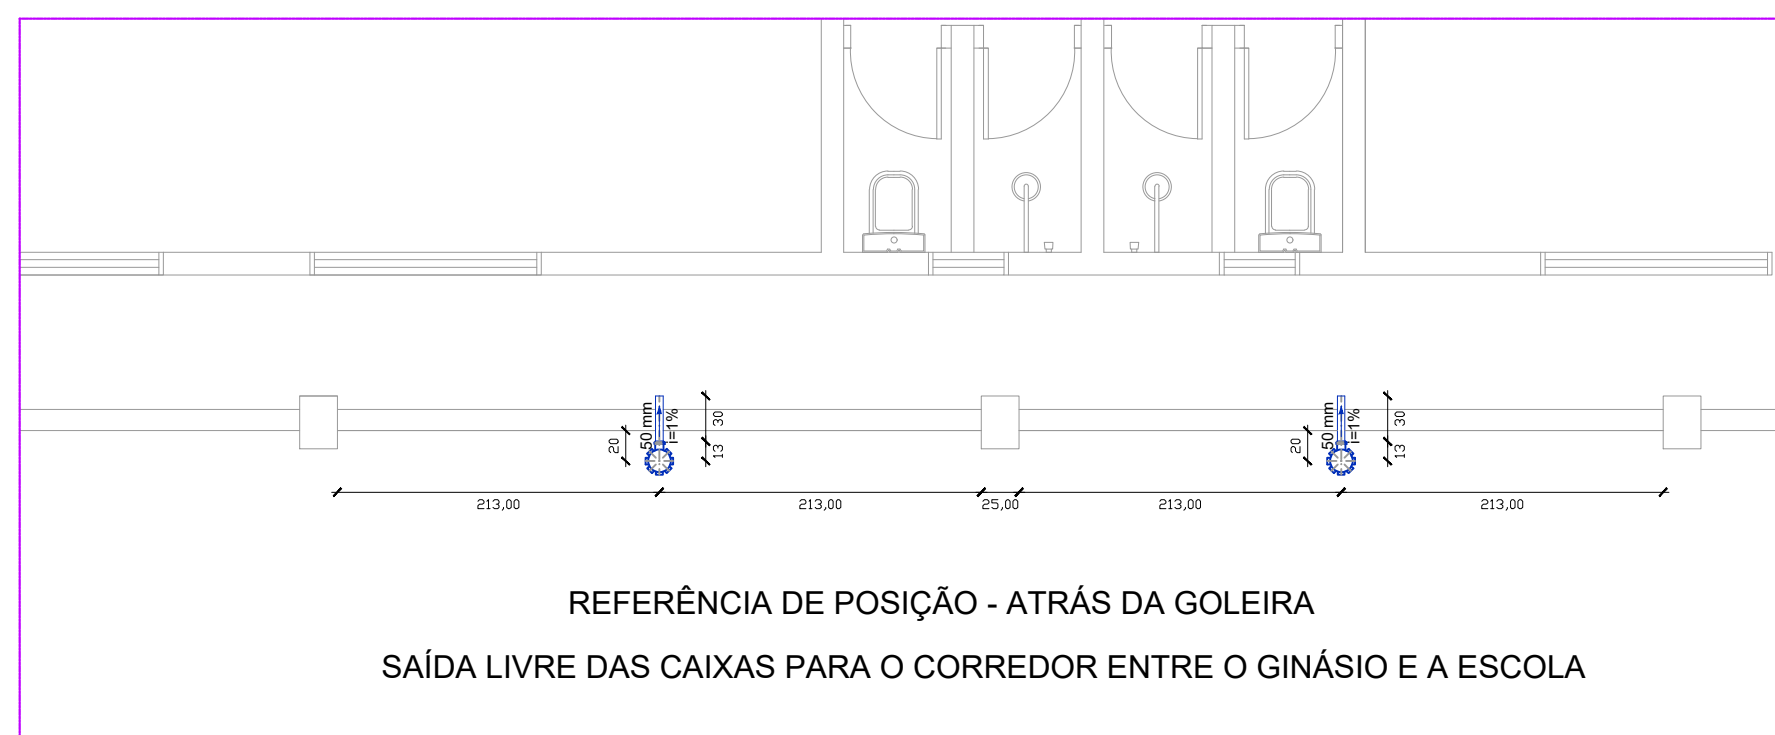 50 mm
i=1%
30
13
20
50 mm
i=1%
30
13
20
213,00
213,00
25,00
213,00
213,00
REFERÊNCIA DE POSIÇÃO - ATRÁS DA GOLEIRA
SAÍDA LIVRE DAS CAIXAS PARA O CORREDOR ENTRE O GINÁSIO E A ESCOLA